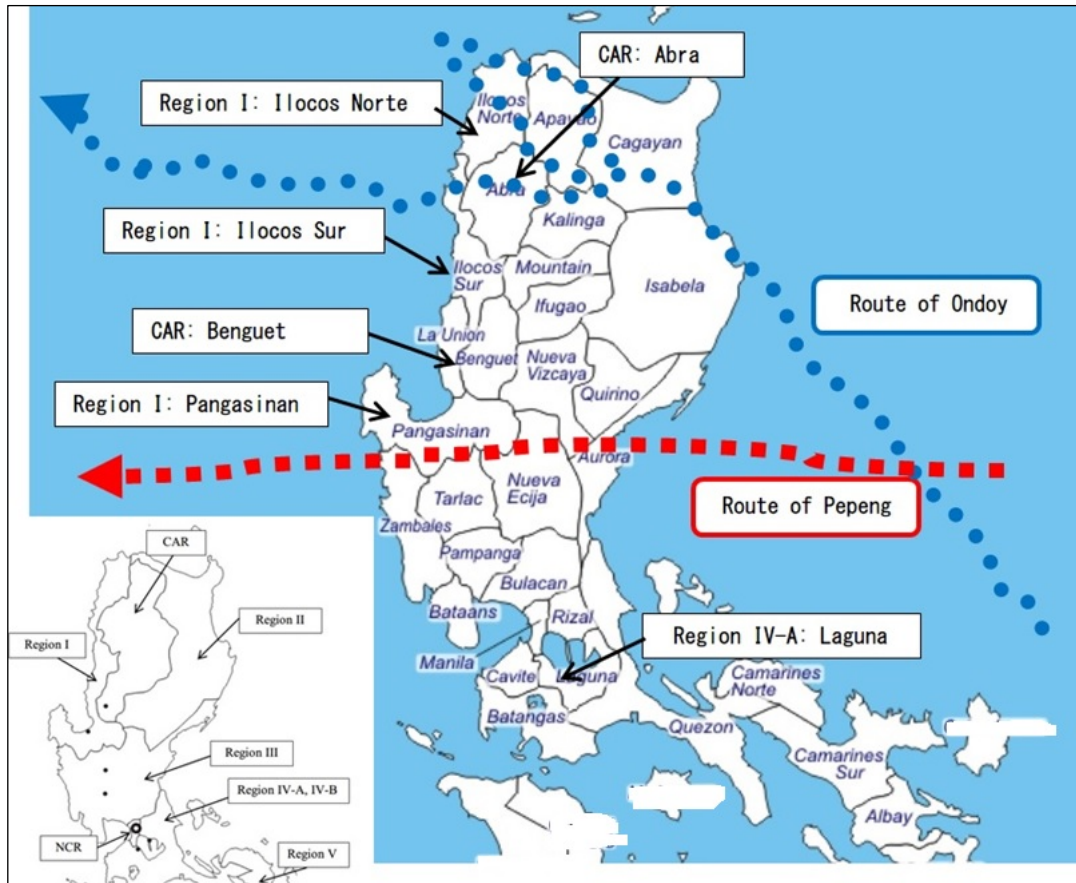 CAR: Abra
Region I: Ilocos Norte
Ilocos
Norte
Apayao
Cagayan
Abra
Region I: Ilocos Sur
Kalinga
Ilocos
Sur
Mountain
Isabela
Ifugao
Route of Ondoy
CAR: Benguet
La Union
Benguet
Nueva
Vizcaya
Quirino
Region I: Pangasinan
Pangasinan
Aurora
Nueva
Ecija
Tarlac
Route of Pepeng
Zambales
Pampanga
Bulacan
Bataans
Rizal
Manila
Region IV-A: Laguna
Cavite
Laguna
Camarines
Norte
Batangas
Quezon
Camarines
Sur
Albay
CAR
Region II
Region I
Region III
Region IV-A, IV-B
NCR
Region V